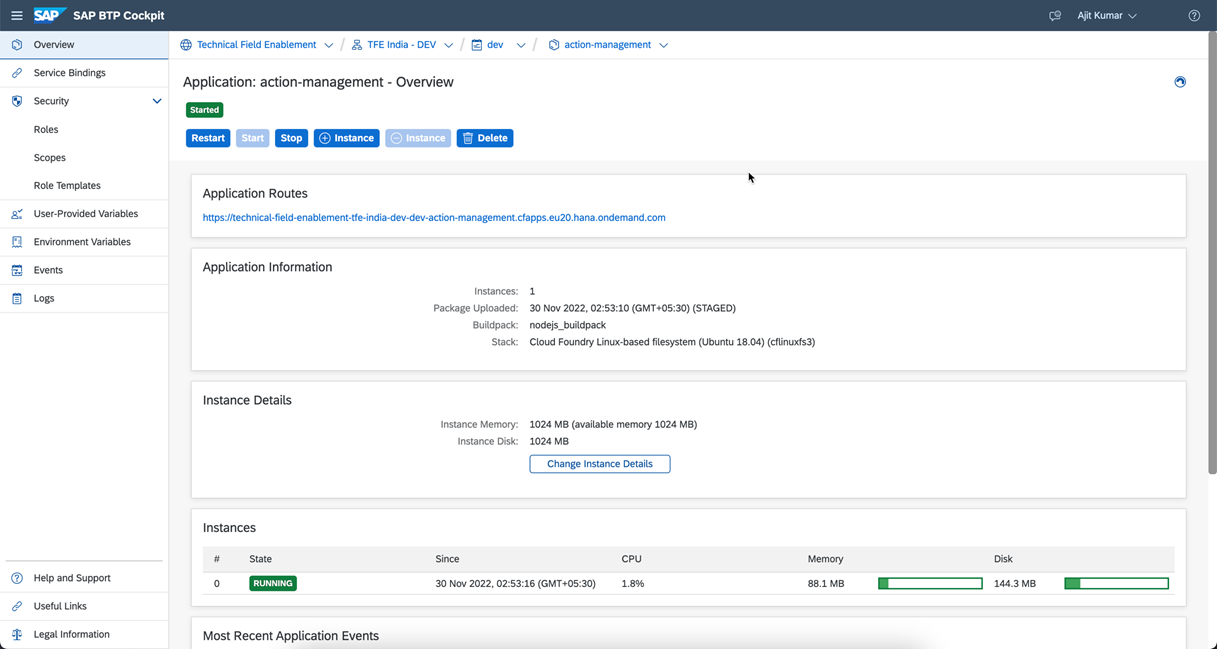 SAP SAP BTP Cockpit
Ajit Kumar
Overview
Service Bindings
Security
Roles
Scopes
Role Templates
User-Provided Variables
Environment Variables
Events
Logs
Help and Support
Useful Links
Legal Information
Technical Field Enablement / TFE India - DEV / dev / action-management
Application: action-management - Overview
Started
Restart Start Stop Instance Instance Delete
Application Routes
https://technical-field-enablement-tfe-india-dev-dev-action-management.cfapps.eu20.hana.ondemand.com
Application Information
Instances: 1
Package Uploaded: 30 Nov 2022, 02:53:10 (GMT+05:30) (STAGED)
Buildpack: nodejs_buildpack
Stack: Cloud Foundry Linux-based filesystem (Ubuntu 18.04) (cflinuxfs3)
Instance Details
Instance Memory: 1024 MB (available memory 1024 MB)
Instance Disk: 1024 MB
Change Instance Details
Instances
# State Since CPU Memory Disk
0 RUNNING 30 Nov 2022, 02:53:16 (GMT+05:30) 1.8% 88.1 MB 144.3 MB
Most Recent Application Events